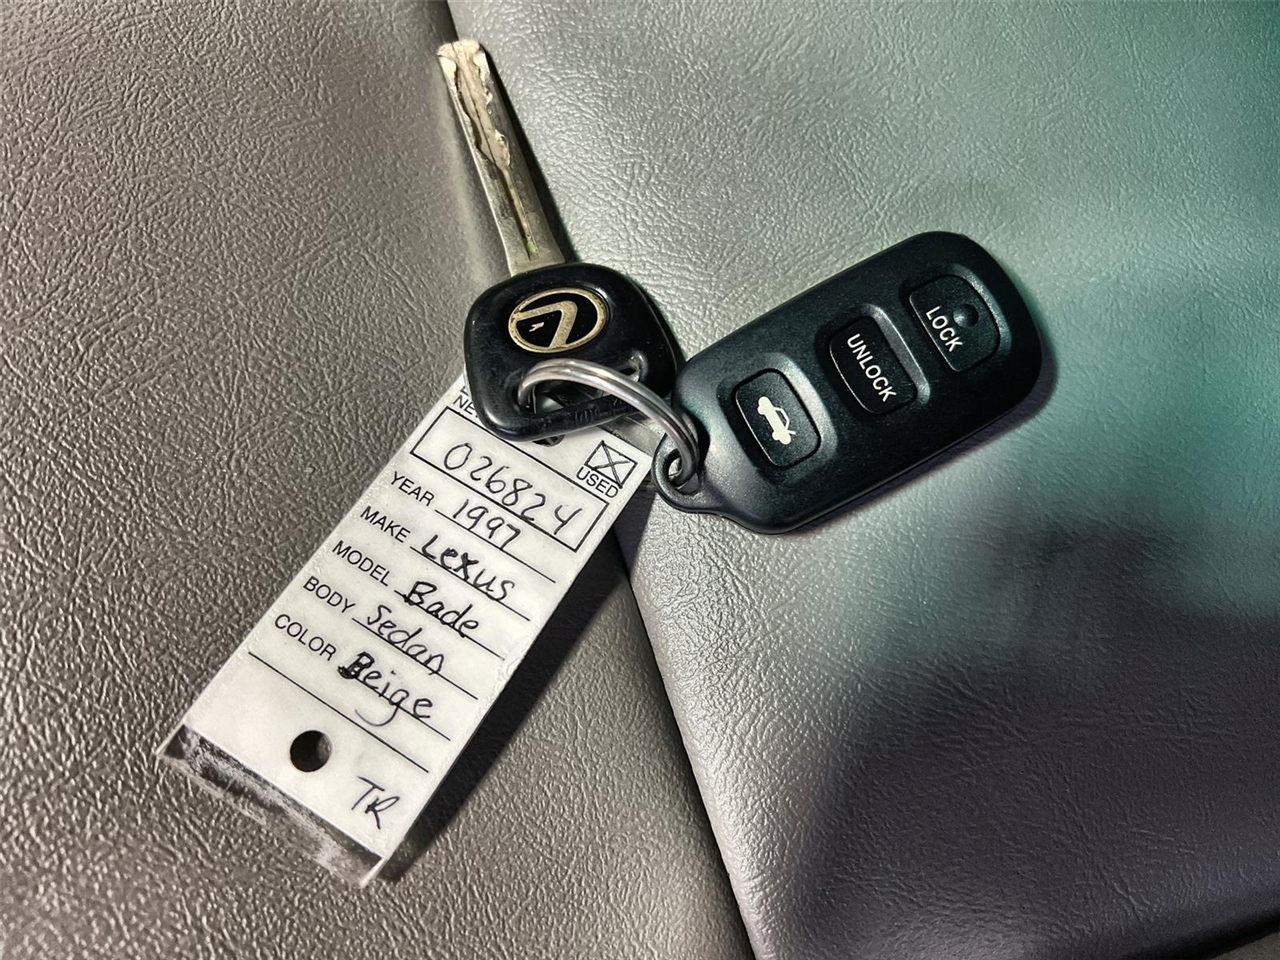 LOCK
UNLOCK
USED
026824
YEAR 1997
MAKE Lexus
MODEL Bade
BODY Sedan
COLOR Beige
TR